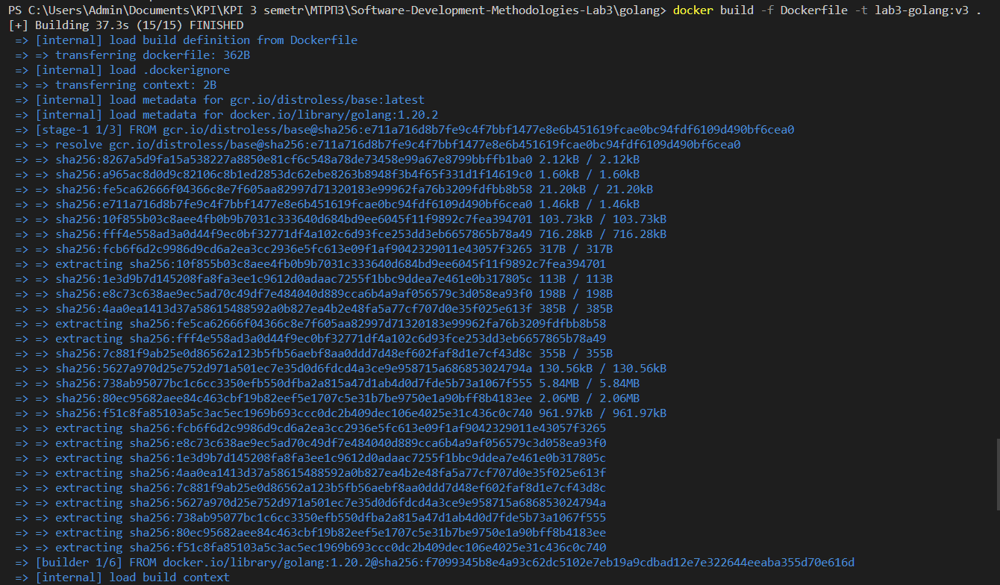 PS C:\Users\Admin\Documents\KPI\KPI 3 semetr\МТРПЗ\Software-Development-Methodologies-Lab3\golang> docker build -f Dockerfile -t lab3-golang:v3 .
[+] Building 37.3s (15/15) FINISHED
=> [internal] load build definition from Dockerfile
=> => transferring dockerfile: 362B
=> [internal] load .dockerignore
=> => transferring context: 2B
=> [internal] load metadata for gcr.io/distroless/base:latest
=> [internal] load metadata for docker.io/library/golang:1.20.2
=> [stage-1 1/3] FROM gcr.io/distroless/base@sha256:e711a716d8b7fe9c4f7bbf1477e8e6b451619fcae0bc94fdf6109d490bf6cea0
=> => resolve gcr.io/distroless/base@sha256:e711a716d8b7fe9c4f7bbf1477e8e6b451619fcae0bc94fdf6109d490bf6cea0
=> => sha256:8267a5d9fa15a538227a8850e81cf6c548a78de73458e99a67e8799bbffb1ba0 2.12kB / 2.12kB
=> => sha256:a965ac8d0d9c82106c8b1ed2853dc62ebe8263b8948f3b4f65f331d1f14619c0 1.60kB / 1.60kB
=> => sha256:fe5ca62666f04366c8e7f605aa82997d71320183e99962fa76b3209fdfbb8b58 21.20kB / 21.20kB
=> => sha256:e711a716d8b7fe9c4f7bbf1477e8e6b451619fcae0bc94fdf6109d490bf6cea0 1.46kB / 1.46kB
=> => sha256:10f855b03c8aee4fb0b9b7031c333640d684bd9ee6045f11f9892c7fea394701 103.73kB / 103.73kB
=> => sha256:fff4e558ad3a0d44f9ec0bf32771df4a102c6d93fce253dd3eb6657865b78a49 716.28kB / 716.28kB
=> => sha256:fcb6f6d2c9986d9cd6a2ea3cc2936e5fc613e09f1af9042329011e43057f3265 317B / 317B
=> => extracting sha256:10f855b03c8aee4fb0b9b7031c333640d684bd9ee6045f11f9892c7fea394701
=> => sha256:1e3d9b7d145208fa8fa3ee1c9612d0adaac7255f1bbc9ddea7e461e0b317805c 113B / 113B
=> => sha256:e8c73c638ae9ec5ad70c49df7e484040d889cca6b4a9af056579c3d058ea93f0 198B / 198B
=> => sha256:4aa0ea1413d37a58615488592a0b827ea4b2e48fa5a77cf707d0e35f025e613f 385B / 385B
=> => extracting sha256:fe5ca62666f04366c8e7f605aa82997d71320183e99962fa76b3209fdfbb8b58
=> => extracting sha256:fff4e558ad3a0d44f9ec0bf32771df4a102c6d93fce253dd3eb6657865b78a49
=> => sha256:7c881f9ab25e0d86562a123b5fb56aebf8aa0ddd7d48ef602faf8d1e7cf43d8c 355B / 355B
=> => sha256:5627a970d25e752d971a501ec7e35d0d6fdcd4a3ce9e958715a686853024794a 130.56kB / 130.56kB
=> => sha256:738ab95077bc1c6cc3350efb550dfba2a815a47d1ab4d0d7fde5b73a1067f555 5.84MB / 5.84MB
=> => sha256:80ec95682aee84c463cbf19b82eef5e1707c5e31b7be9750e1a90bff8b4183ee 2.06MB / 2.06MB
=> => sha256:f51c8fa85103a5c3ac5ec1969b693ccc0dc2b409dec106e4025e31c436c0c740 961.97kB / 961.97kB
=> => extracting sha256:fcb6f6d2c9986d9cd6a2ea3cc2936e5fc613e09f1af9042329011e43057f3265
=> => extracting sha256:e8c73c638ae9ec5ad70c49df7e484040d889cca6b4a9af056579c3d058ea93f0
=> => extracting sha256:1e3d9b7d145208fa8fa3ee1c9612d0adaac7255f1bbc9ddea7e461e0b317805c
=> => extracting sha256:4aa0ea1413d37a58615488592a0b827ea4b2e48fa5a77cf707d0e35f025e613f
=> => extracting sha256:7c881f9ab25e0d86562a123b5fb56aebf8aa0ddd7d48ef602faf8d1e7cf43d8c
=> => extracting sha256:5627a970d25e752d971a501ec7e35d0d6fdcd4a3ce9e958715a686853024794a
=> => extracting sha256:738ab95077bc1c6cc3350efb550dfba2a815a47d1ab4d0d7fde5b73a1067f555
=> => extracting sha256:80ec95682aee84c463cbf19b82eef5e1707c5e31b7be9750e1a90bff8b4183ee
=> => extracting sha256:f51c8fa85103a5c3ac5ec1969b693ccc0dc2b409dec106e4025e31c436c0c740
=> [builder 1/6] FROM docker.io/library/golang:1.20.2@sha256:f7099345b8e4a93c62dc5102e7eb19a9cdbad12e7e322644eeaba355d70e616d
=> [internal] load build context